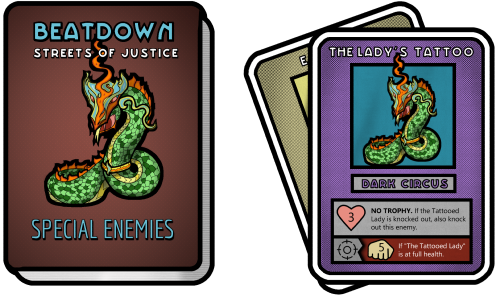 BEATDOWN
STREETS OF JUSTICE
SPECIAL ENEMIES
THE LADY'S TATTOO
DARK CIRCUS
3
NO TROPHY. If the Tattooed
Lady is knocked out, also knock
out this enemy.
5
If "The Tattooed Lady"
is at full health.